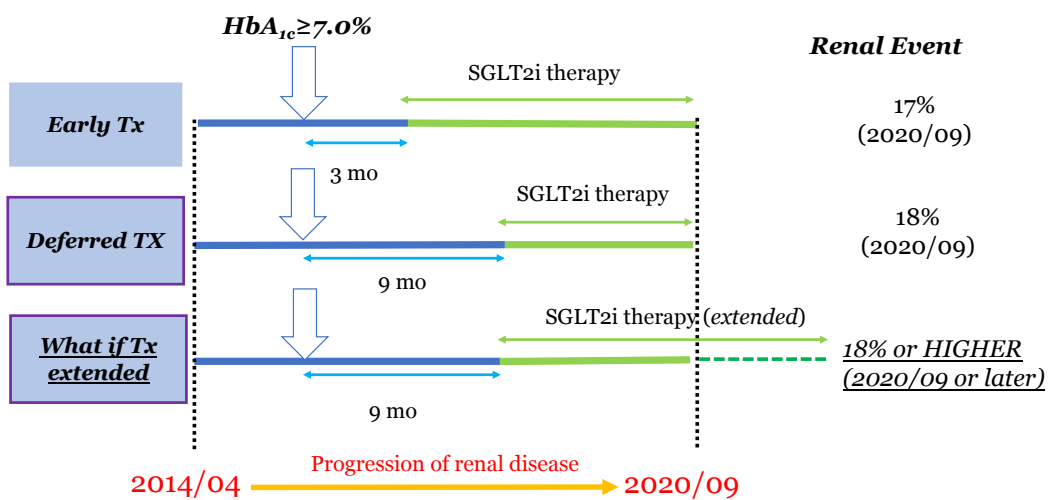 HbA1c≥7.0%
Renal Event
SGLT2i therapy
Early Tx
17%
(2020/09)
3 mo
SGLT2i therapy
Deferred TX
18%
(2020/09)
9 mo
SGLT2i therapy (extended)
What if Tx
extended
18% or HIGHER
(2020/09 or later)
9 mo
Progression of renal disease
2014/04
2020/09